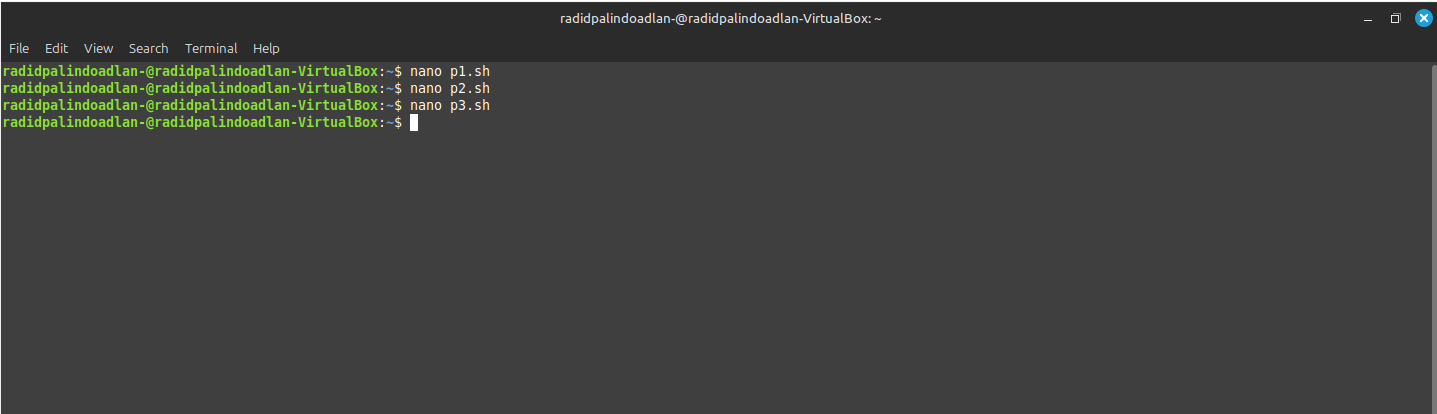 radidpalindoadlan-@radidpalindoadlan-VirtualBox: ~
File Edit View Search Terminal Help
radidpalindoadlan-@radidpalindoadlan-VirtualBox:~$ nano p1.sh
radidpalindoadlan-@radidpalindoadlan-VirtualBox:~$ nano p2.sh
radidpalindoadlan-@radidpalindoadlan-VirtualBox:~$ nano p3.sh
radidpalindoadlan-@radidpalindoadlan-VirtualBox:~$